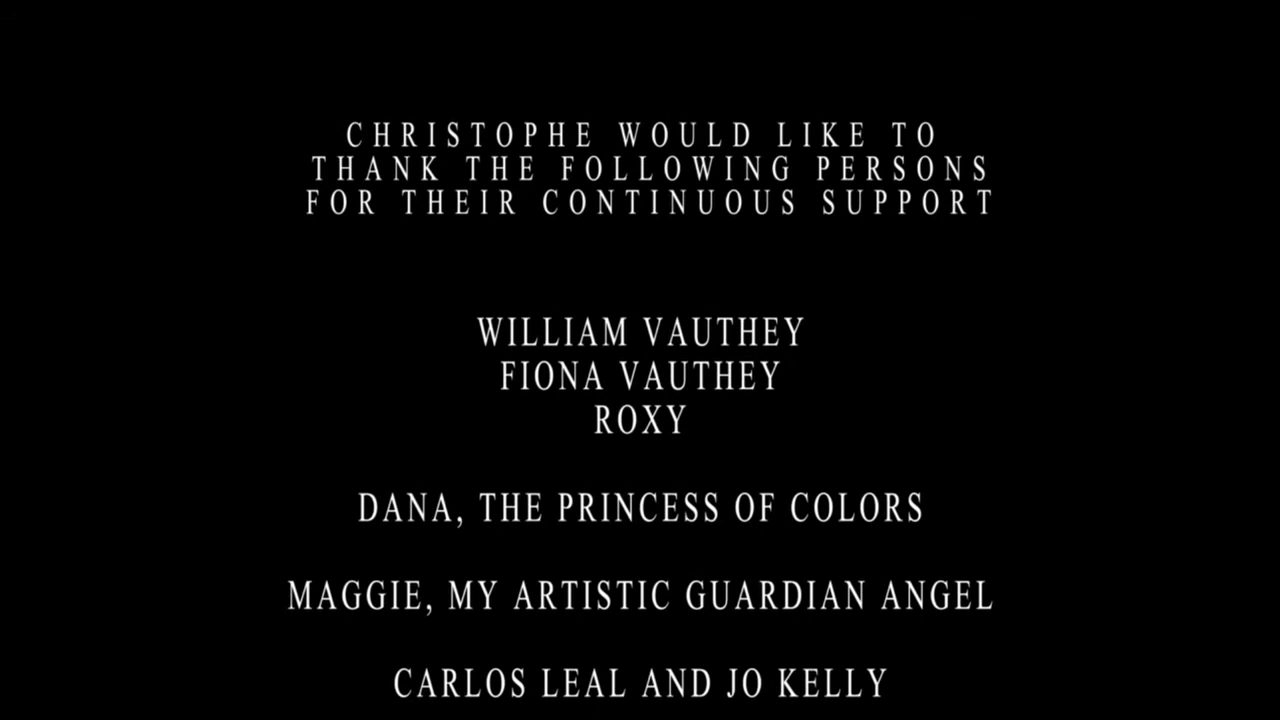 CHRISTOPHE WOULD LIKE TO
THANK THE FOLLOWING PERSONS
FOR THEIR CONTINUOUS SUPPORT
WILLIAM VAUTHEY
FIONA VAUTHEY
ROXY
DANA, THE PRINCESS OF COLORS
MAGGIE, MY ARTISTIC GUARDIAN ANGEL
CARLOS LEAL AND JO KELLY